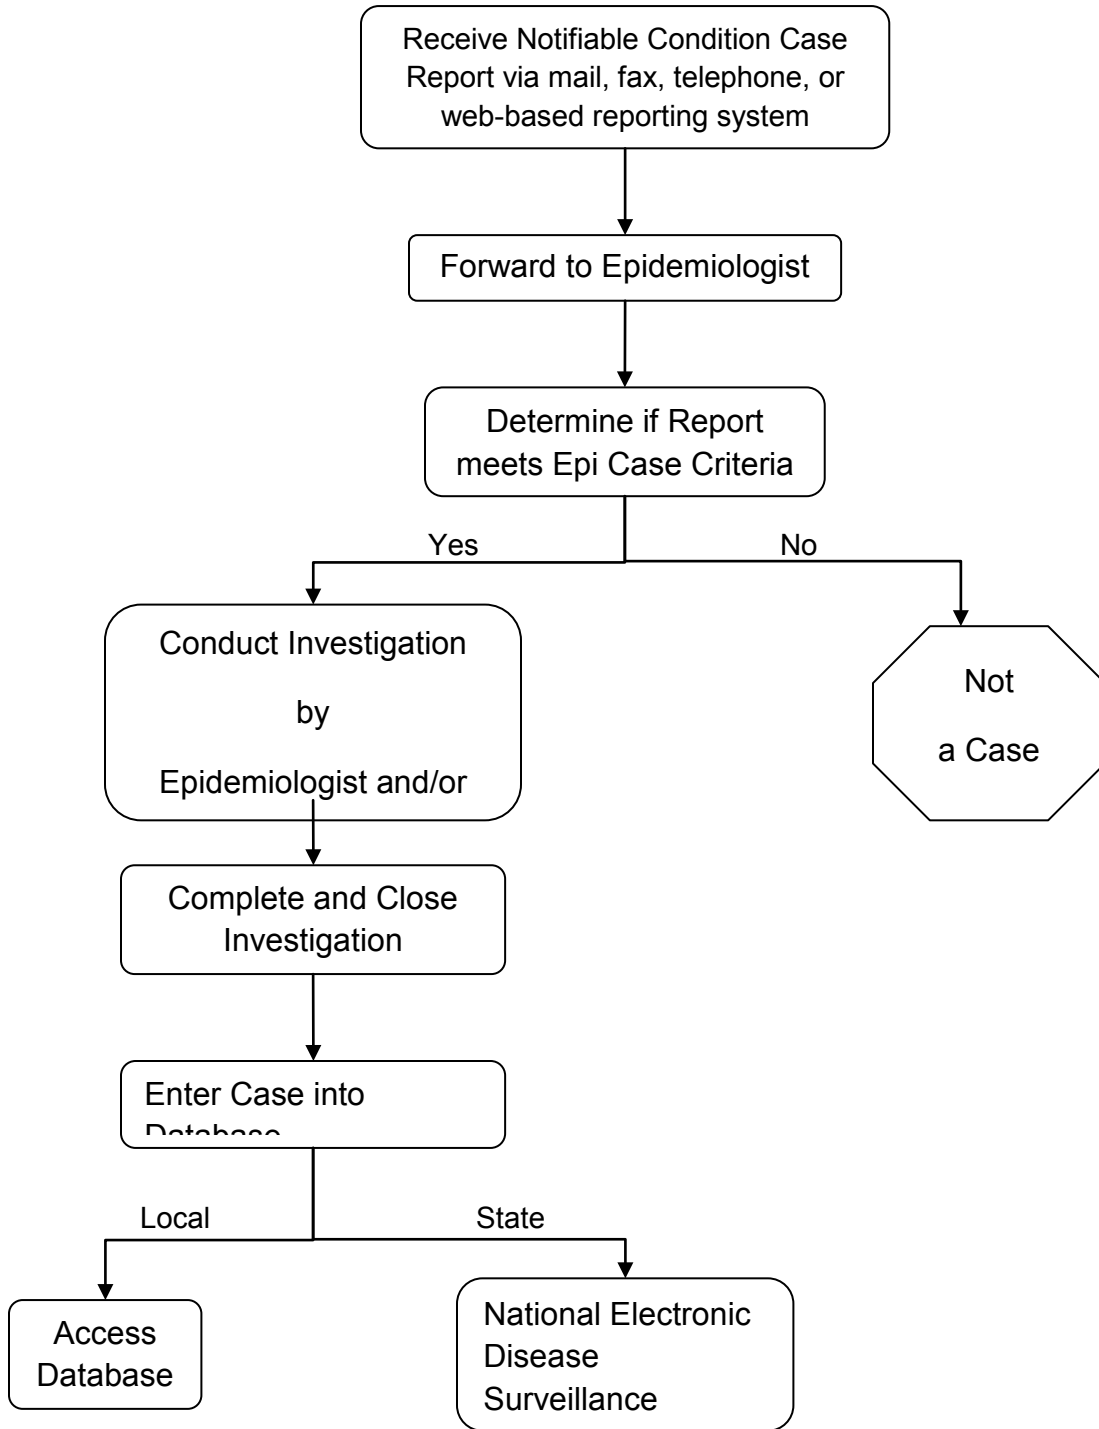 Receive Notifiable Condition Case
Report via mail, fax, telephone, or
web-based reporting system
Forward to Epidemiologist
Determine if Report
meets Epi Case Criteria
Yes
No
Conduct Investigation
by
Epidemiologist and/or
Not
a Case
Complete and Close
Investigation
Enter Case into
Database
Local
State
Access
Database
National Electronic
Disease
Surveillance